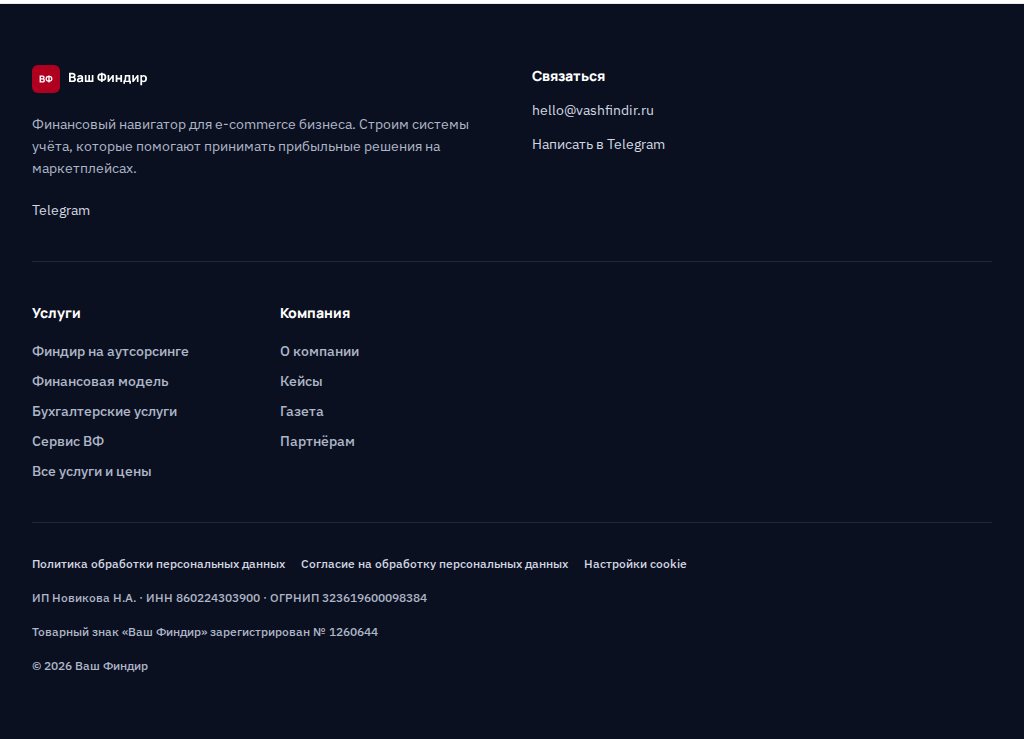 ВФ Ваш Финдир
Финансовый навигатор для e-commerce бизнеса. Строим системы
учёта, которые помогают принимать прибыльные решения на
маркетплейсах.
Telegram
Связаться
hello@vashfindir.ru
Написать в Telegram
Услуги
Финдир на аутсорсинге
Финансовая модель
Бухгалтерские услуги
Сервис ВФ
Все услуги и цены
Компания
О компании
Кейсы
Газета
Партнёрам
Политика обработки персональных данных Согласие на обработку персональных данных Настройки cookie
ИП Новикова Н.А. · ИНН 860224303900 · ОГРНИП 323619600098384
Товарный знак «Ваш Финдир» зарегистрирован № 1260644
© 2026 Ваш Финдир